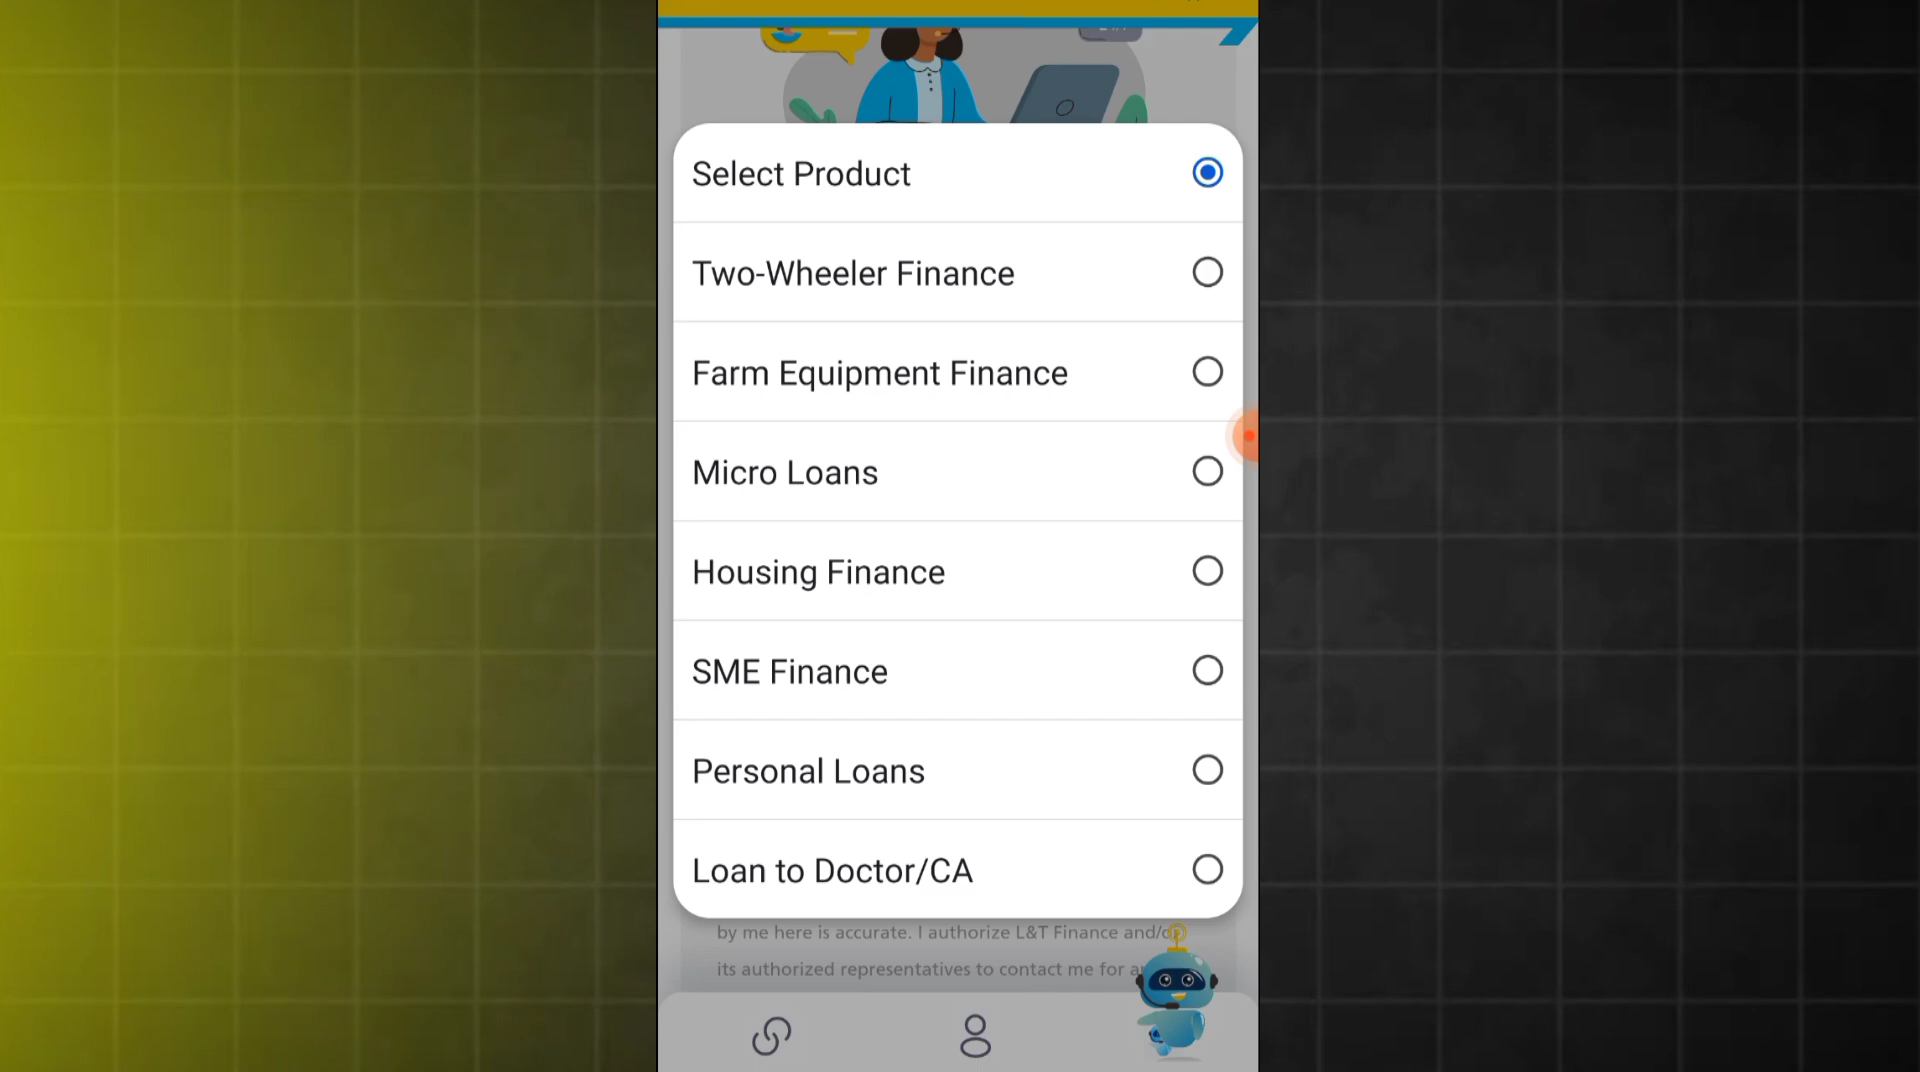 Select Product
Two-Wheeler Finance
Farm Equipment Finance
Micro Loans
Housing Finance
SME Finance
Personal Loans
Loan to Doctor/CA
by me here is accurate. I authorize L&T Finance and/
its authorized representatives to contact me for